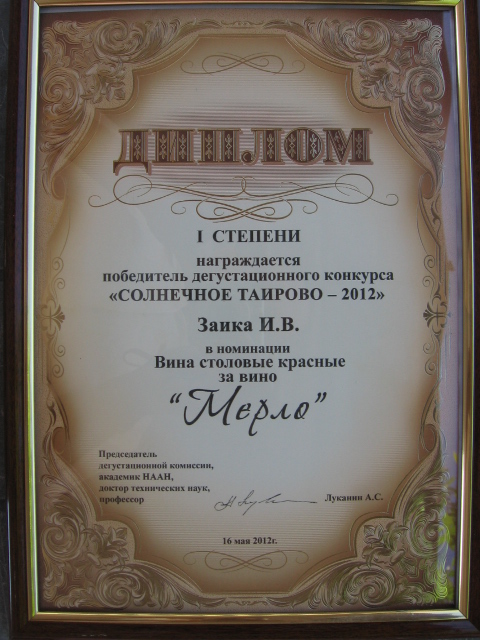 ДИПЛОМ
I СТЕПЕНИ
награждается
победитель дегустационного конкурса
«СОЛНЕЧНОЕ ТАИРОВО – 2012»
Заика И.В.
в номинации
Вина столовые красные
за вино
“Мерло”
Председатель
дегустационной комиссии,
академик НААН,
доктор технических наук,
профессор
Луканин А.С.
16 мая 2012г.